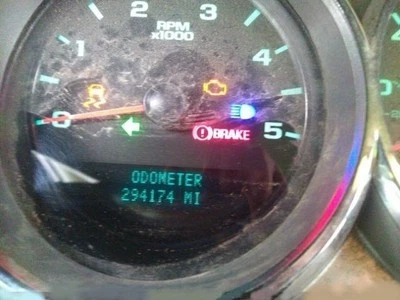 2 3
RPM
x1000
1 4
0 5
BRAKE
ODOMETER
294174 MI